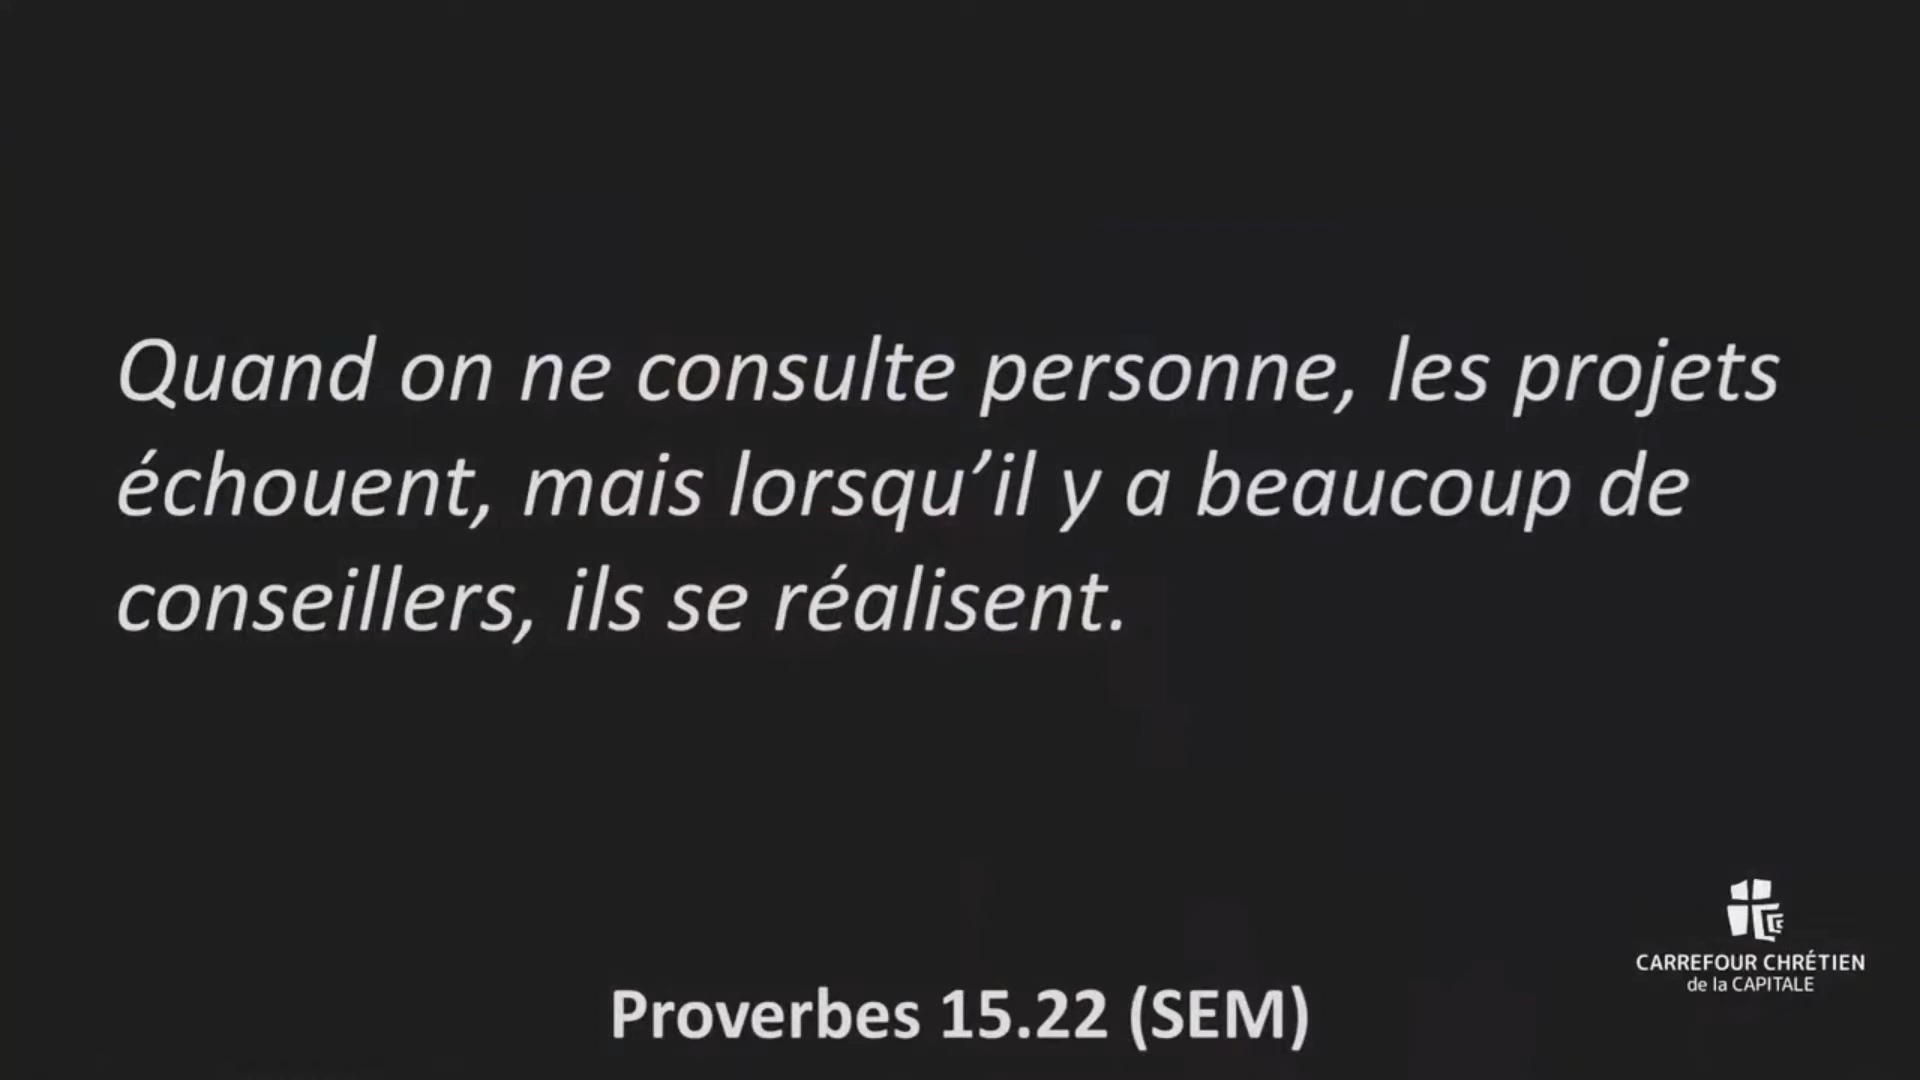 Quand on ne consulte personne, les projets
échouent, mais lorsqu’il y a beaucoup de
conseillers, ils se réalisent.
CARREFOUR CHRÉTIEN
de la CAPITALE
Proverbes 15.22 (SEM)